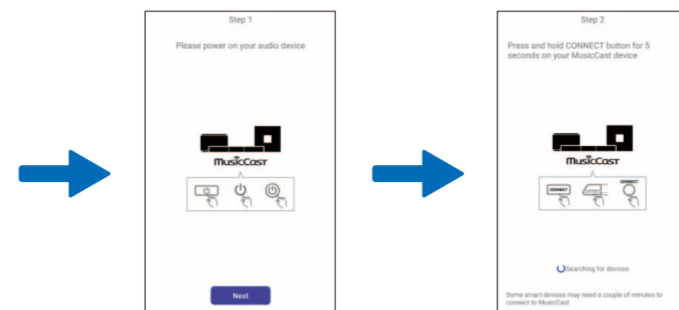 Step 1
Please power on your audio device
MusicCast
Next
Step 2
Press and hold CONNECT button for 5
seconds on your MusicCast device
MusicCast
CONNECT
CONNECT
Searching for devices
Some smart devices may need a couple of minutes to
connect to MusicCast